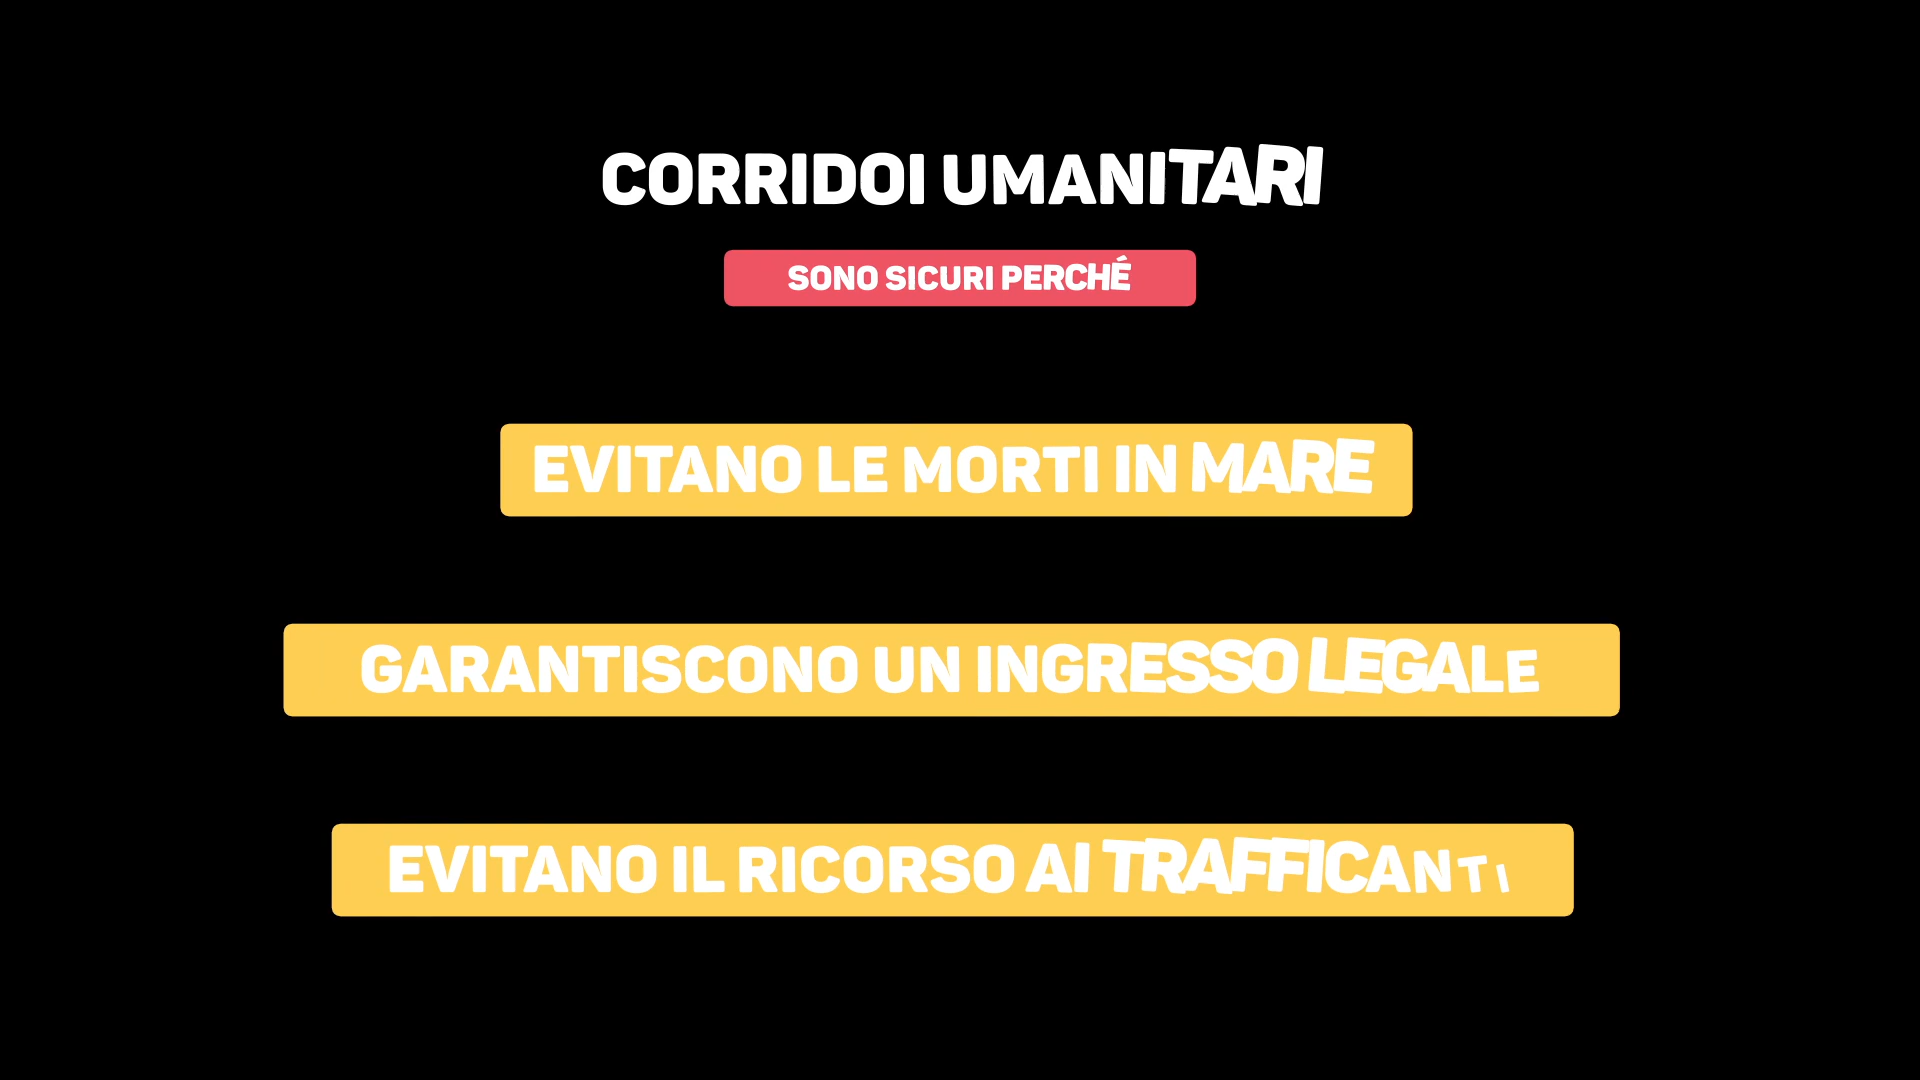 CORRIDOI UMANITARI
SONO SICURI PERCHÉ
EVITANO LE MORTI IN MARE
GARANTISCONO UN INGRESSO LEGALE
EVITANO IL RICORSO AI TRAFFICANTI